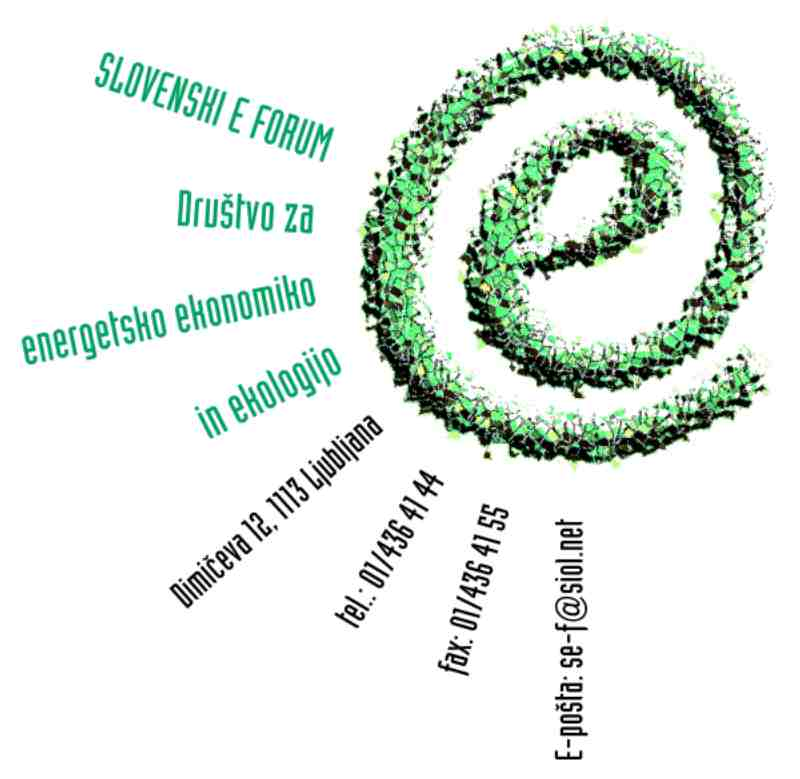 SLOVENSKI E FORUM
Društvo za
energetsko ekonomiko
in ekologijo
Dimičeva 12, 1113 Ljubljana
tel.: 01/436 41 44
fax: 01/436 41 55
E-pošta: se-f@siol.net